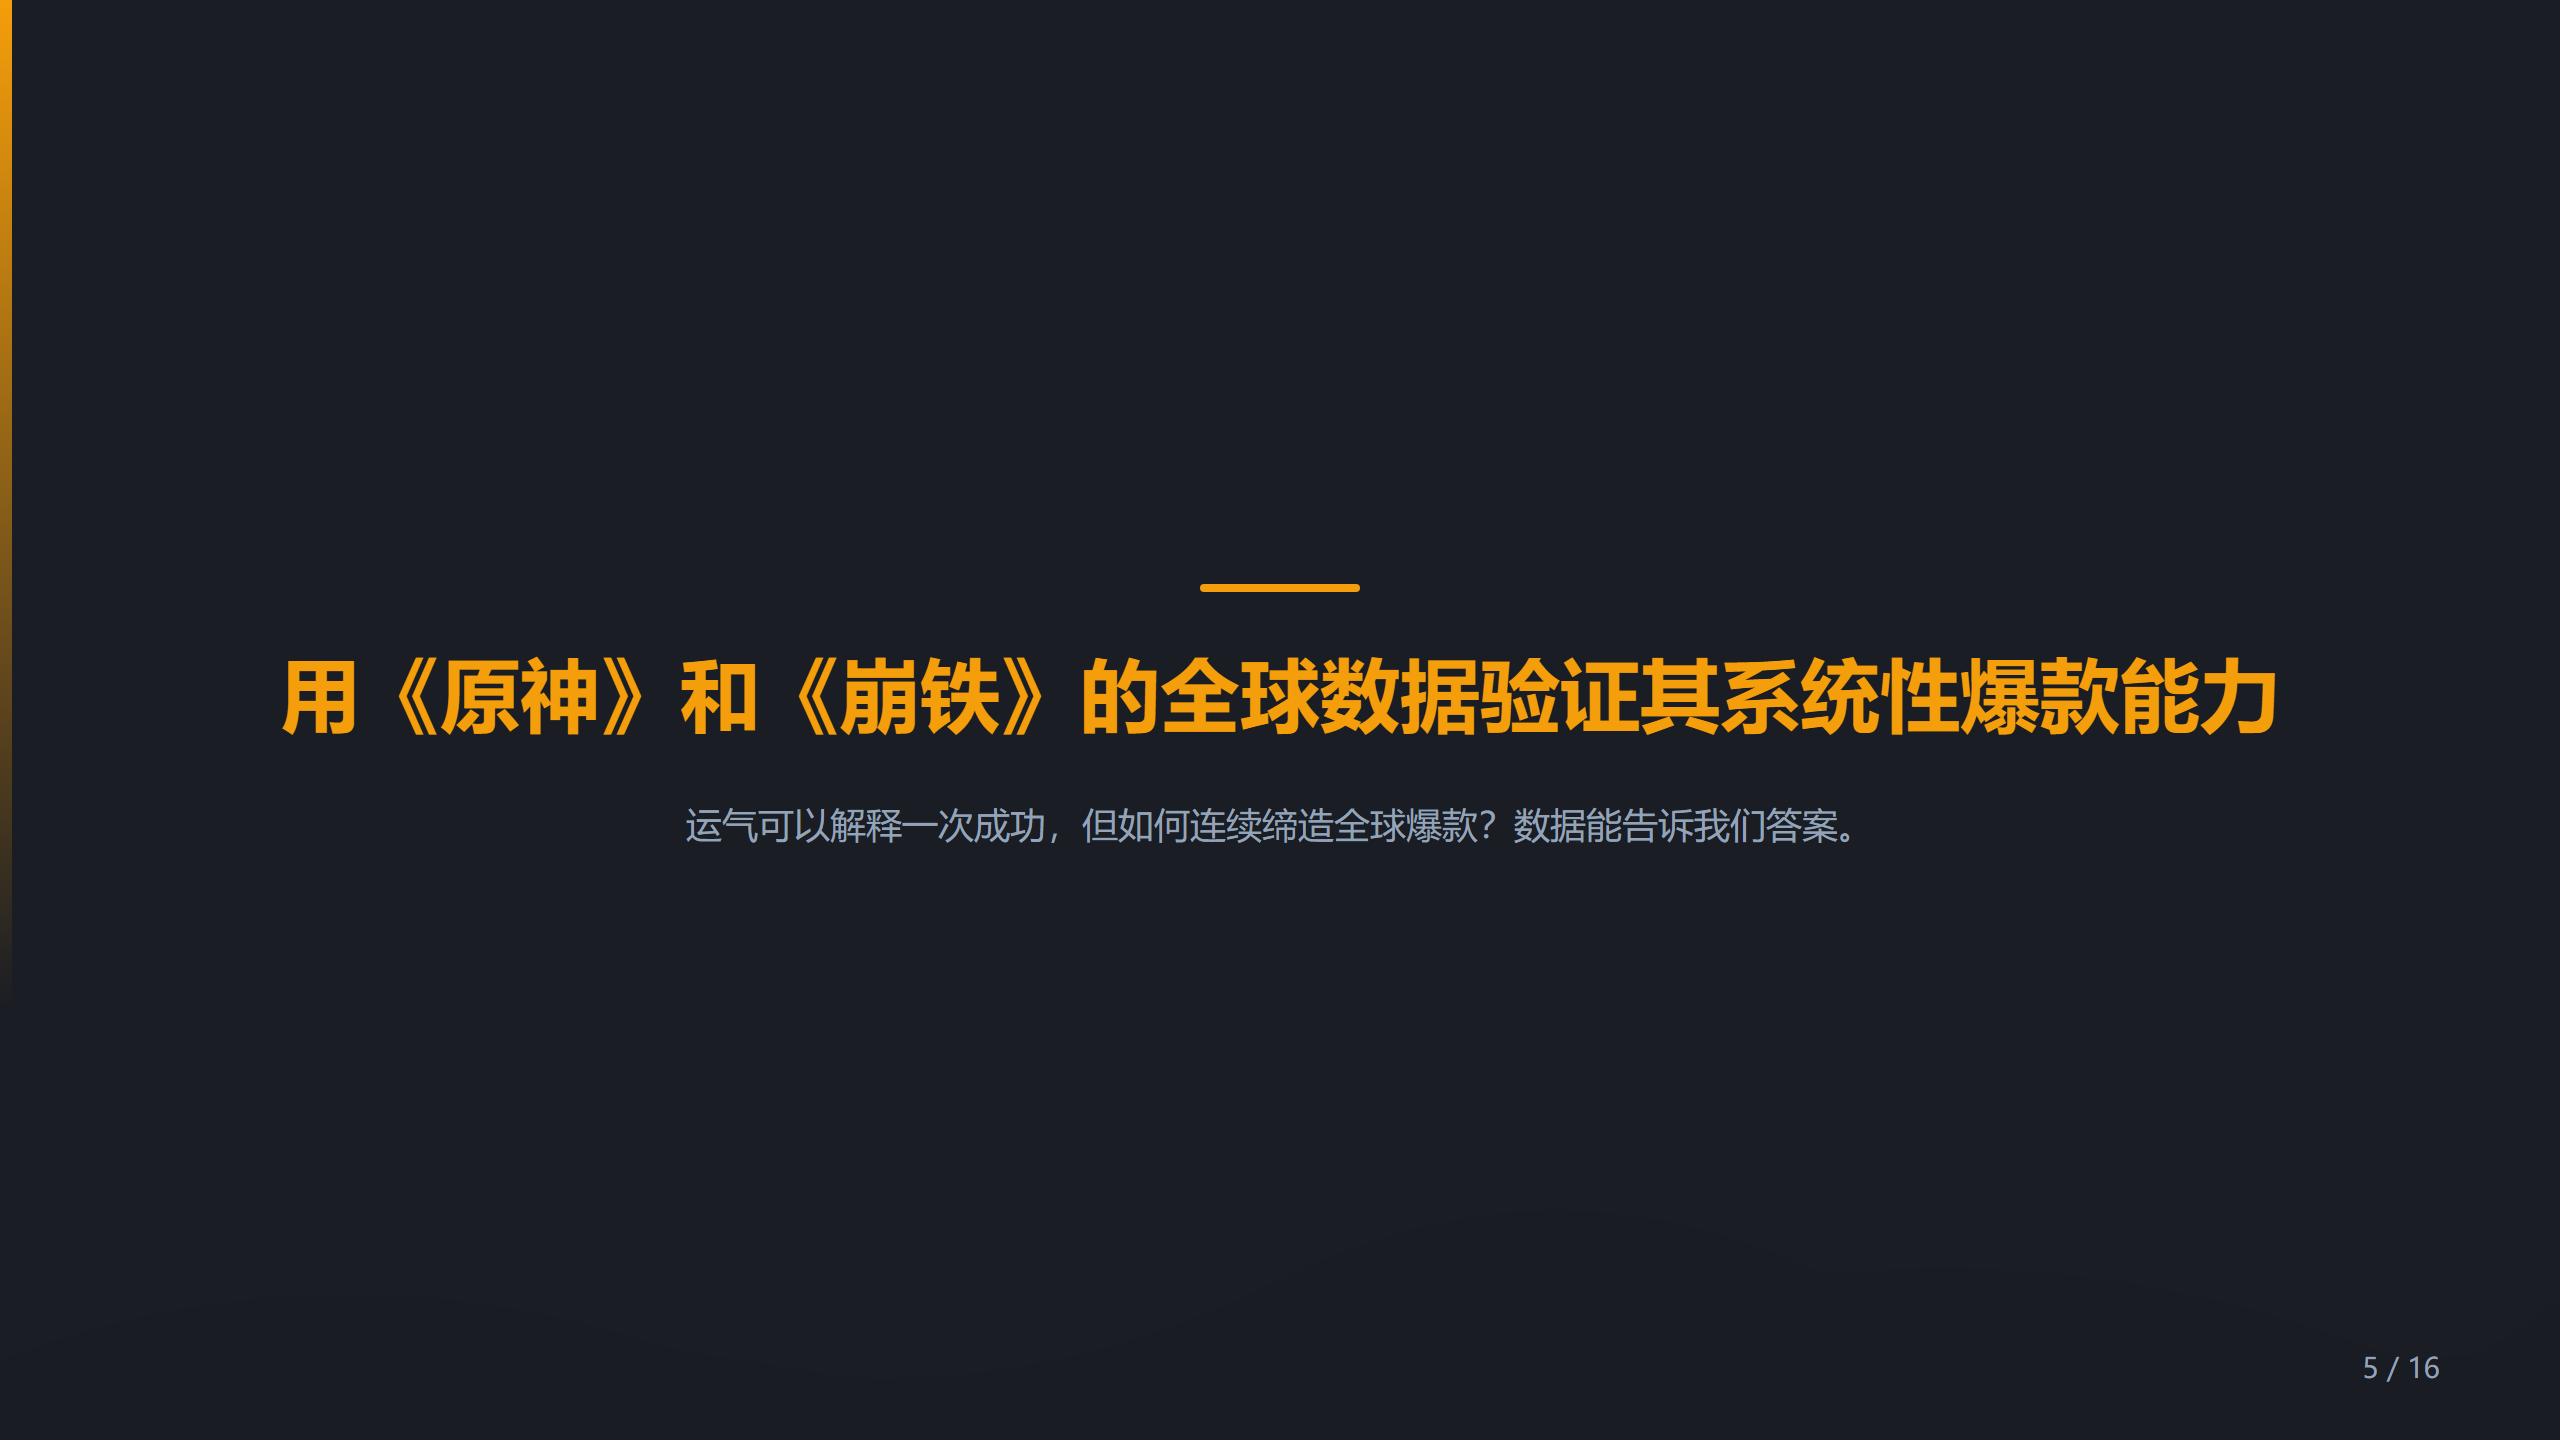 用《原神》和《崩铁》的全球数据验证其系统性爆款能力
运气可以解释一次成功，但如何连续缔造全球爆款？数据能告诉我们答案。
5 / 16